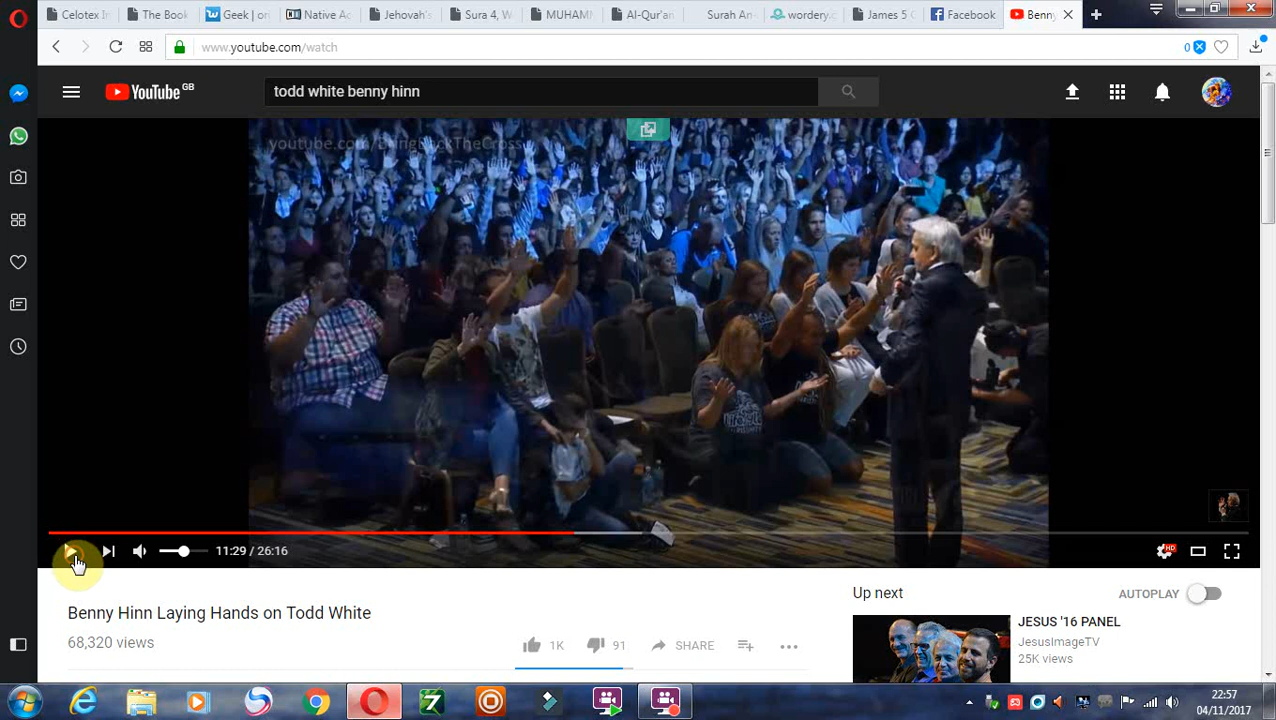 Celotex In
The Book
Geek | on
Native Ac
Jehovah's
Sura 4, W
MUHAMM
Al-Qur'an
Surah An
wordery.c
James 5 C
Facebook
Benny
www.youtube.com/watch
0
YouTube GB
todd white benny hinn
youtube.com/BringBackTheCross
11:29 / 26:16
HD
Benny Hinn Laying Hands on Todd White
68,320 views
1K
91
SHARE
Up next
AUTOPLAY
JESUS '16 PANEL
JesusImageTV
25K views
22:57
04/11/2017